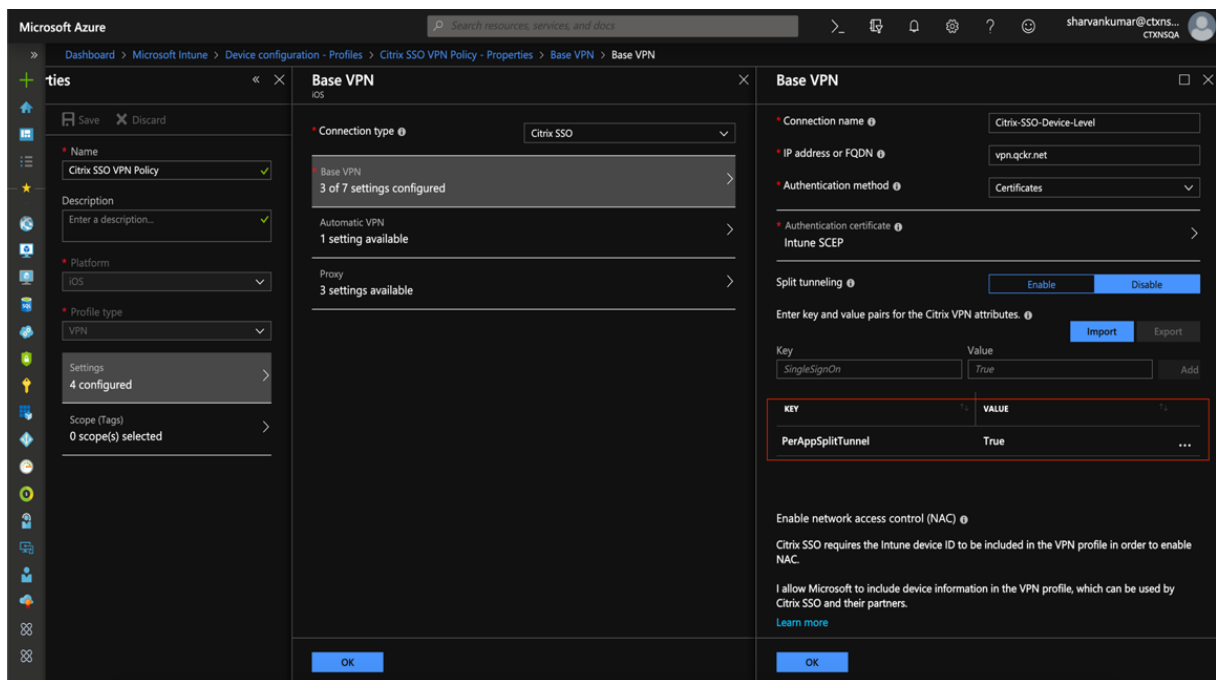 Microsoft Azure
Search resources, services, and docs
sharvankumar@ctxns...
CTXNSQA
Dashboard > Microsoft Intune > Device configuration - Profiles > Citrix SSO VPN Policy - Properties > Base VPN > Base VPN
rties
Save Discard
* Name
Citrix SSO VPN Policy
Description
Enter a description...
* Platform
iOS
* Profile type
VPN
Settings
4 configured
Scope (Tags)
0 scope(s) selected
Base VPN
iOS
* Connection type
Citrix SSO
* Base VPN
3 of 7 settings configured
Automatic VPN
1 setting available
Proxy
3 settings available
OK
Base VPN
* Connection name
Citrix-SSO-Device-Level
* IP address or FQDN
vpn.qckr.net
* Authentication method
Certificates
* Authentication certificate
Intune SCEP
Split tunneling
Enable Disable
Enter key and value pairs for the Citrix VPN attributes.
Import Export
Key Value
SingleSignOn True Add
KEY VALUE
PerAppSplitTunnel True ...
Enable network access control (NAC)
Citrix SSO requires the Intune device ID to be included in the VPN profile in order to enable
NAC.
I allow Microsoft to include device information in the VPN profile, which can be used by
Citrix SSO and their partners.
Learn more
OK